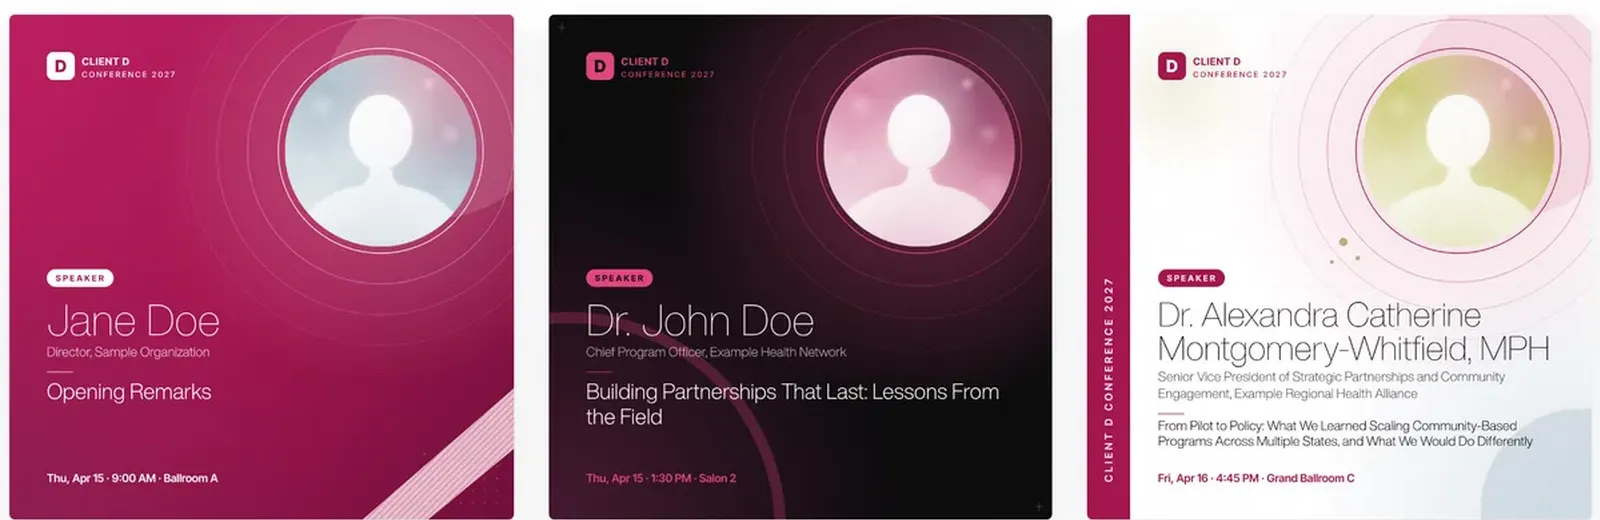 D
CLIENT D
CONFERENCE 2027
SPEAKER
Jane Doe
Director, Sample Organization
Opening Remarks
Thu, Apr 15 · 9:00 AM · Ballroom A
D
CLIENT D
CONFERENCE 2027
SPEAKER
Dr. John Doe
Chief Program Officer, Example Health Network
Building Partnerships That Last: Lessons From
the Field
Thu, Apr 15 · 1:30 PM · Salon 2
CLIENT D CONFERENCE 2027
D
CLIENT D
CONFERENCE 2027
SPEAKER
Dr. Alexandra Catherine
Montgomery-Whitfield, MPH
Senior Vice President of Strategic Partnerships and Community
Engagement, Example Regional Health Alliance
From Pilot to Policy: What We Learned Scaling Community-Based
Programs Across Multiple States, and What We Would Do Differently
Fri, Apr 16 · 4:45 PM · Grand Ballroom C